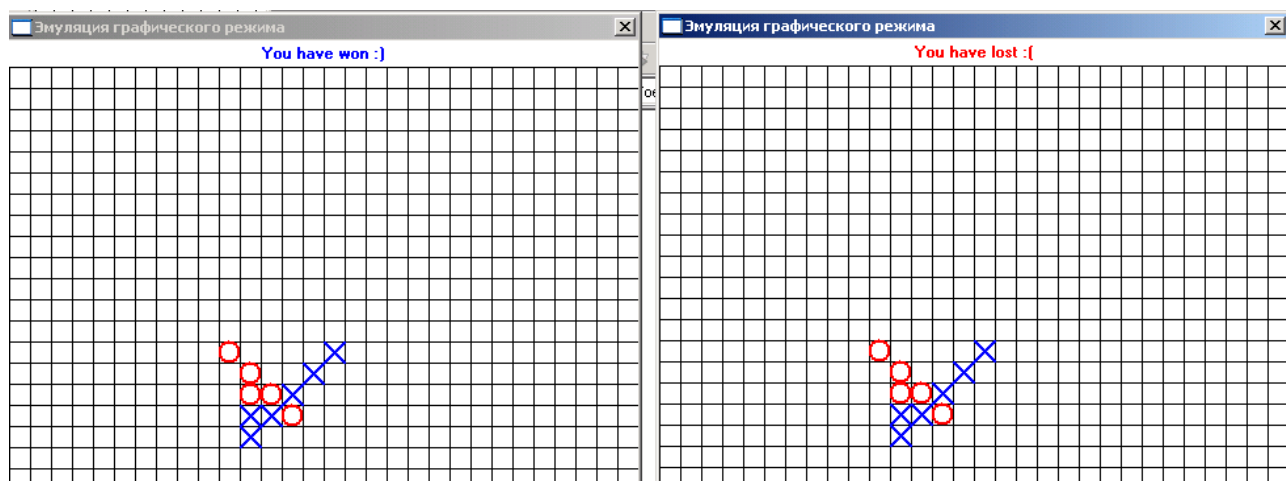 Эмуляция графического режима
You have won :)
Эмуляция графического режима
You have lost :(